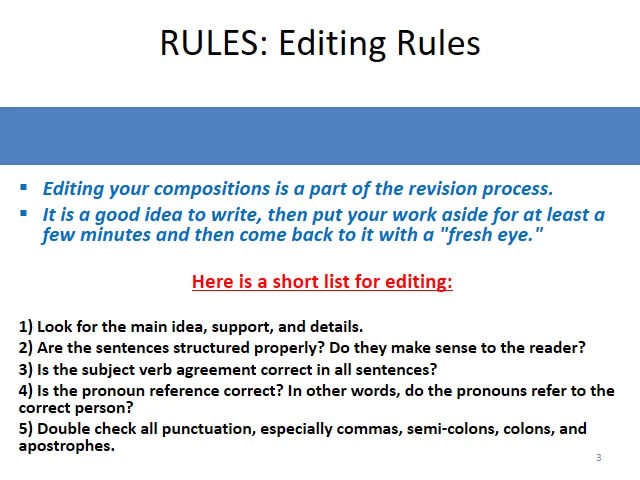 RULES: Editing Rules
▪ Editing your compositions is a part of the revision process.
▪ It is a good idea to write, then put your work aside for at least a
few minutes and then come back to it with a "fresh eye."
Here is a short list for editing:
1) Look for the main idea, support, and details.
2) Are the sentences structured properly? Do they make sense to the reader?
3) Is the subject verb agreement correct in all sentences?
4) Is the pronoun reference correct? In other words, do the pronouns refer to the
correct person?
5) Double check all punctuation, especially commas, semi-colons, colons, and
apostrophes.
3